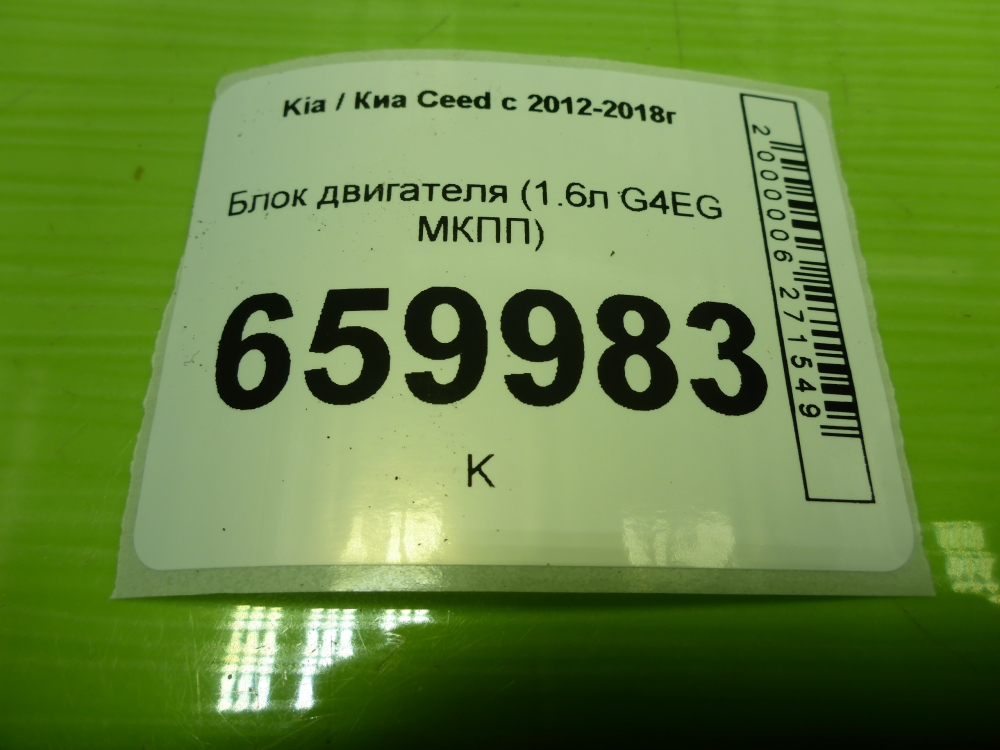 Kia / Киа Ceed с 2012-2018г
Блок двигателя (1.6л G4EG
МКПП)
659983
К
2000006271549